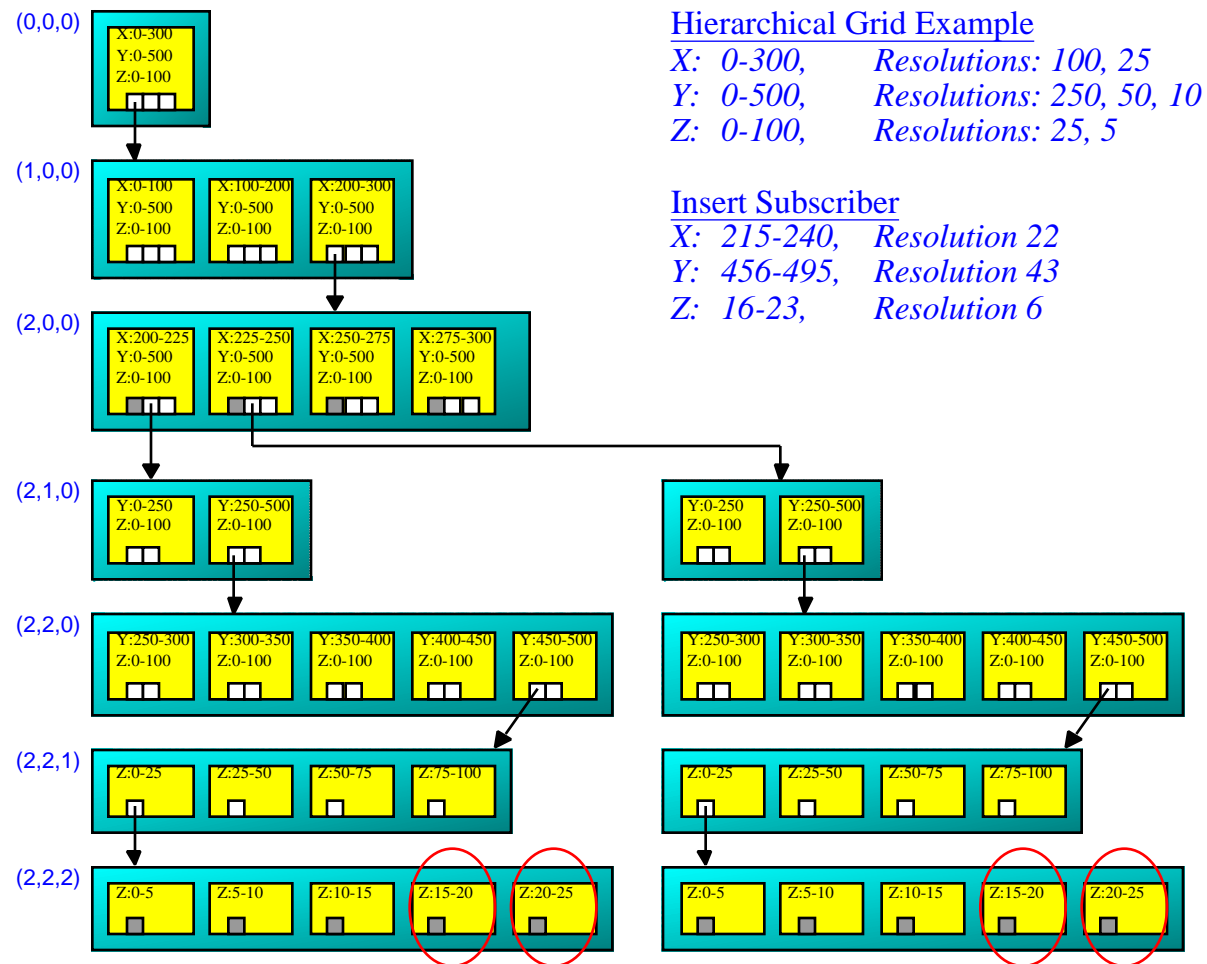 Hierarchical Grid Example
X: 0-300, Resolutions: 100, 25
Y: 0-500, Resolutions: 250, 50, 10
Z: 0-100, Resolutions: 25, 5
Insert Subscriber
X: 215-240, Resolution 22
Y: 456-495, Resolution 43
Z: 16-23, Resolution 6
(0,0,0)
X:0-300
Y:0-500
Z:0-100
(1,0,0)
X:0-100 X:100-200 X:200-300
Y:0-500 Y:0-500 Y:0-500
Z:0-100 Z:0-100 Z:0-100
(2,0,0)
X:200-225 X:225-250 X:250-275 X:275-300
Y:0-500 Y:0-500 Y:0-500 Y:0-500
Z:0-100 Z:0-100 Z:0-100 Z:0-100
(2,1,0)
Y:0-250 Y:250-500 Y:0-250 Y:250-500
Z:0-100 Z:0-100 Z:0-100 Z:0-100
(2,2,0)
Y:250-300 Y:300-350 Y:350-400 Y:400-450 Y:450-500 Y:250-300 Y:300-350 Y:350-400 Y:400-450 Y:450-500
Z:0-100 Z:0-100 Z:0-100 Z:0-100 Z:0-100 Z:0-100 Z:0-100 Z:0-100 Z:0-100 Z:0-100
(2,2,1)
Z:0-25 Z:25-50 Z:50-75 Z:75-100 Z:0-25 Z:25-50 Z:50-75 Z:75-100
(2,2,2)
Z:0-5 Z:5-10 Z:10-15 Z:15-20 Z:20-25 Z:0-5 Z:5-10 Z:10-15 Z:15-20 Z:20-25